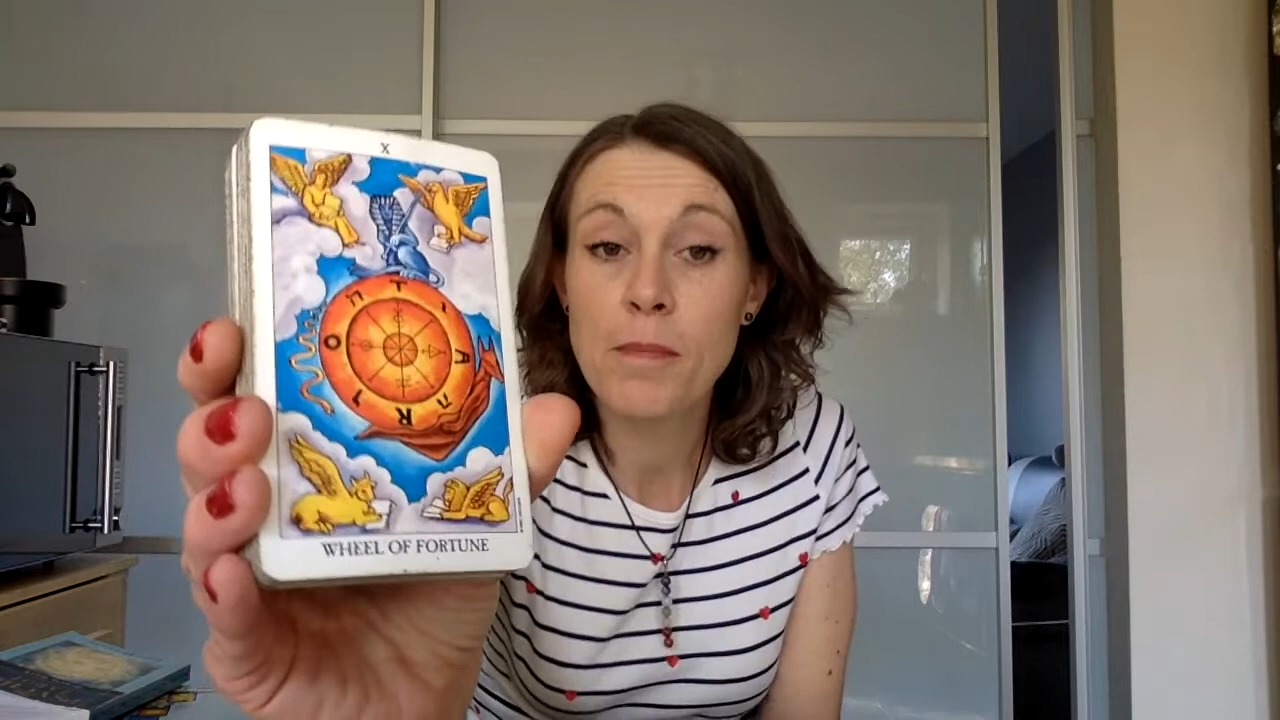 X
T A R O
י ה ו ה
WHEEL OF FORTUNE